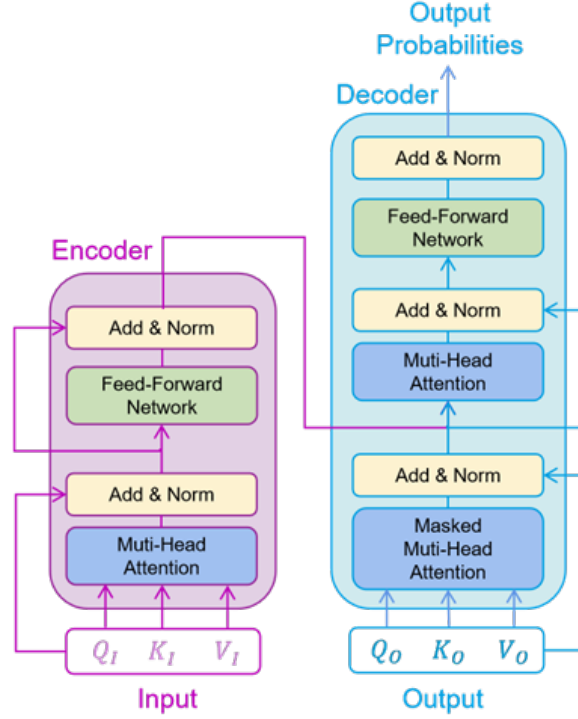 Output
Probabilities
Decoder
Add & Norm
Feed-Forward
Network
Add & Norm
Muti-Head
Attention
Add & Norm
Masked
Muti-Head
Attention
Q_O K_O V_O
Output
Encoder
Add & Norm
Feed-Forward
Network
Add & Norm
Muti-Head
Attention
Q_I K_I V_I
Input